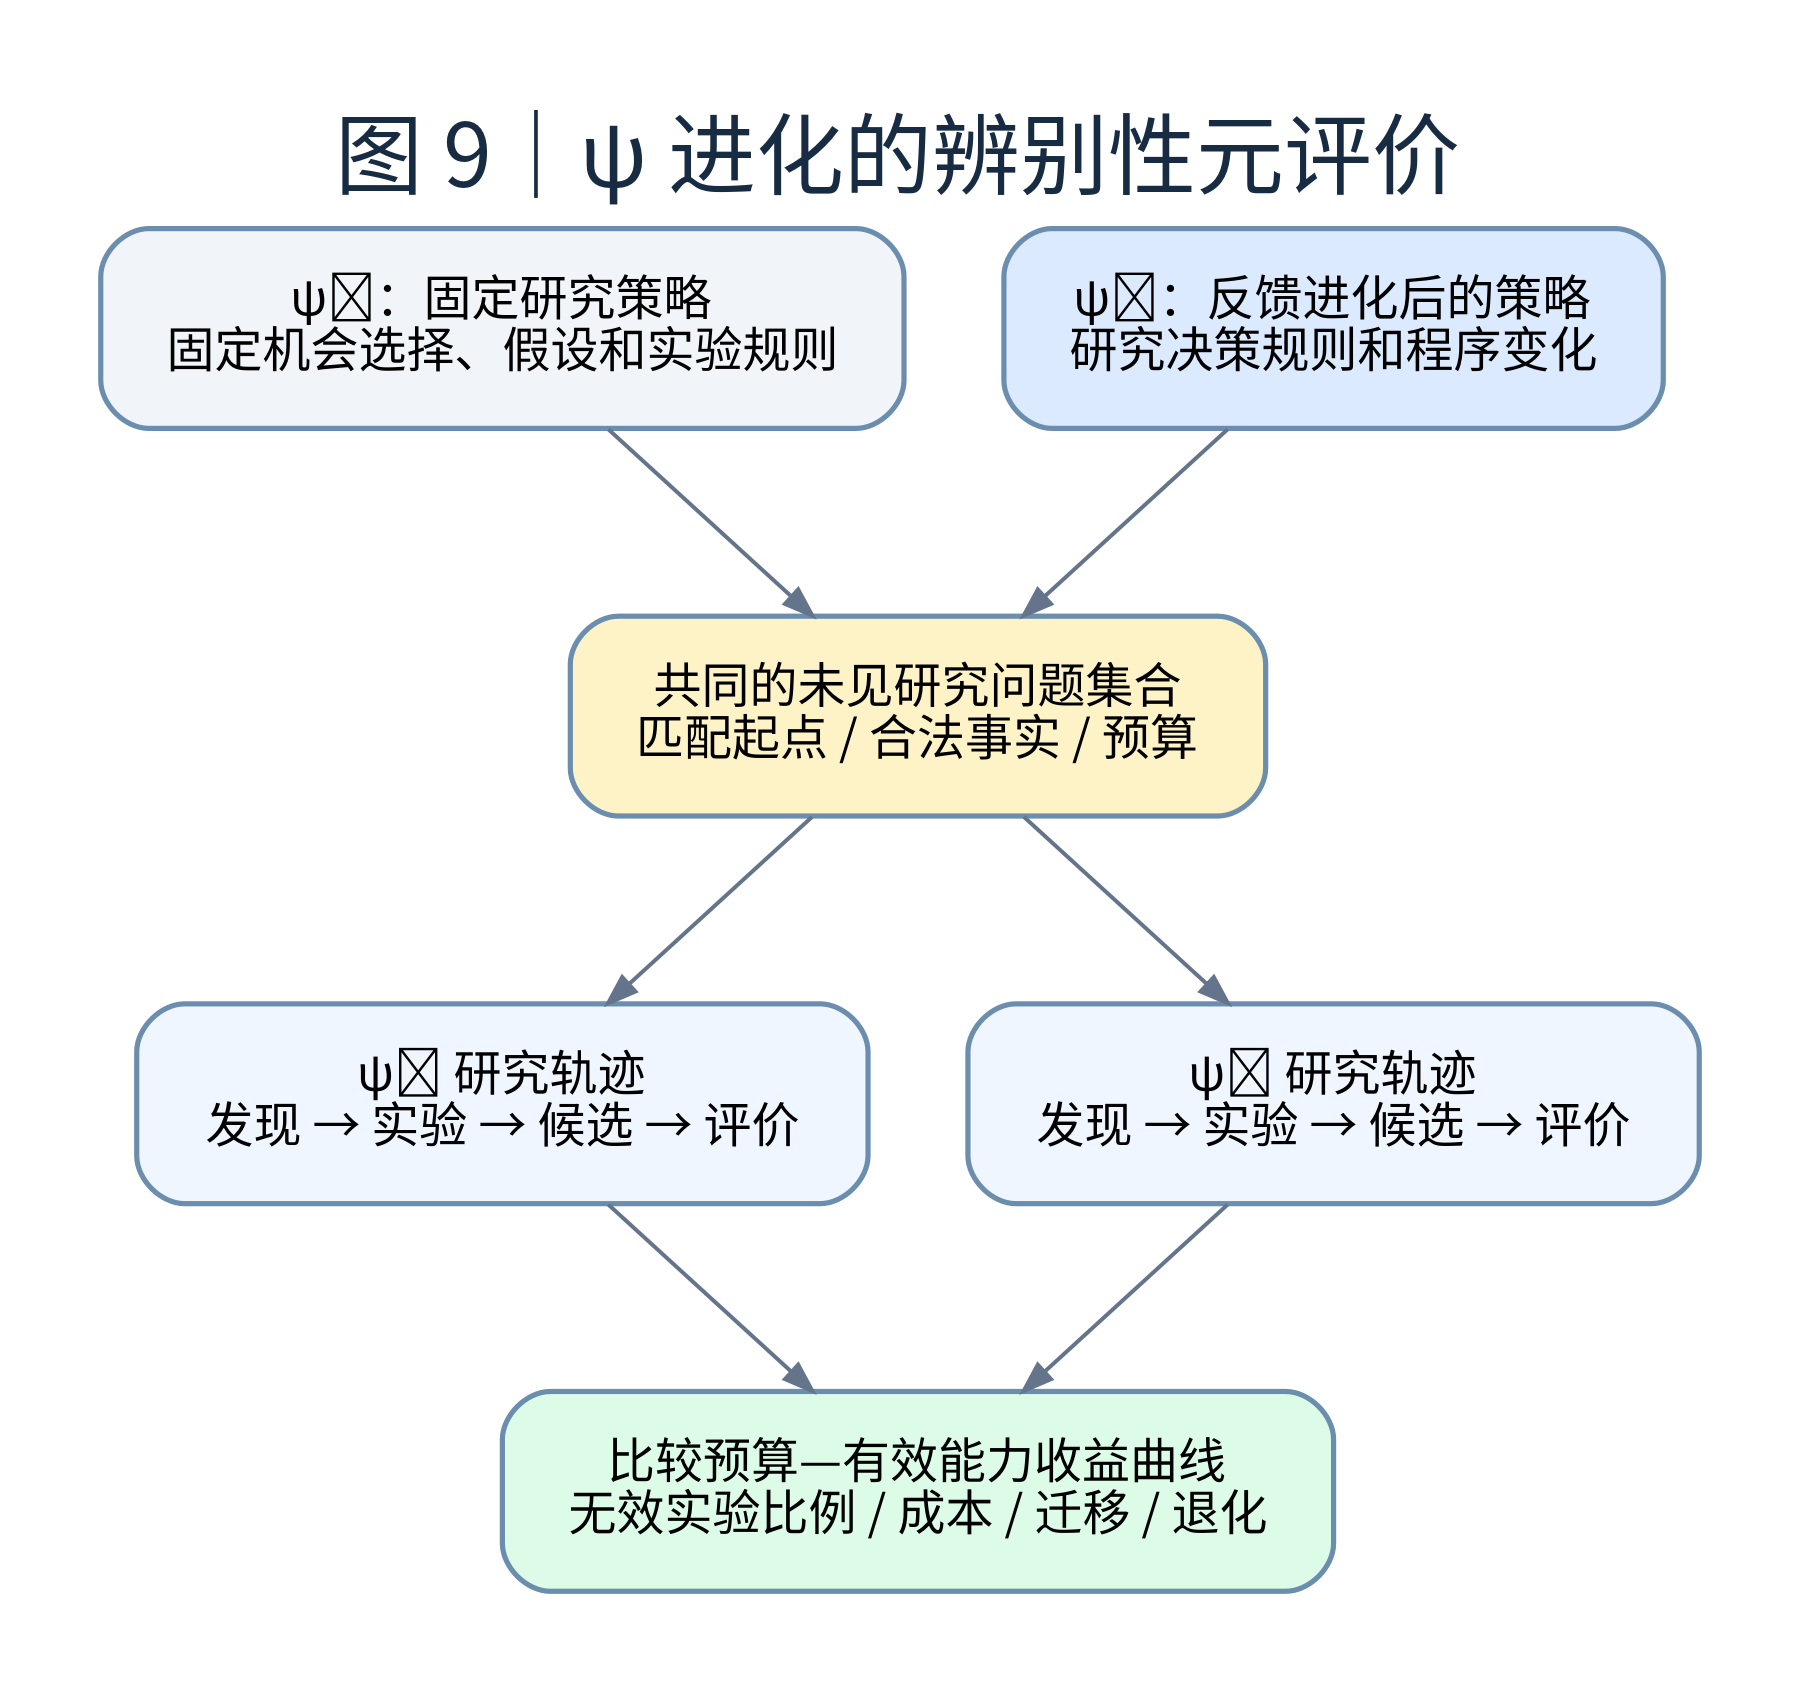 图 9｜ψ 进化的辨别性元评价
ψ：固定研究策略
固定机会选择、假设和实验规则
ψ：反馈进化后的策略
研究决策规则和程序变化
共同的未见研究问题集合
匹配起点 / 合法事实 / 预算
ψ 研究轨迹
发现 → 实验 → 候选 → 评价
ψ 研究轨迹
发现 → 实验 → 候选 → 评价
比较预算—有效能力收益曲线
无效实验比例 / 成本 / 迁移 / 退化